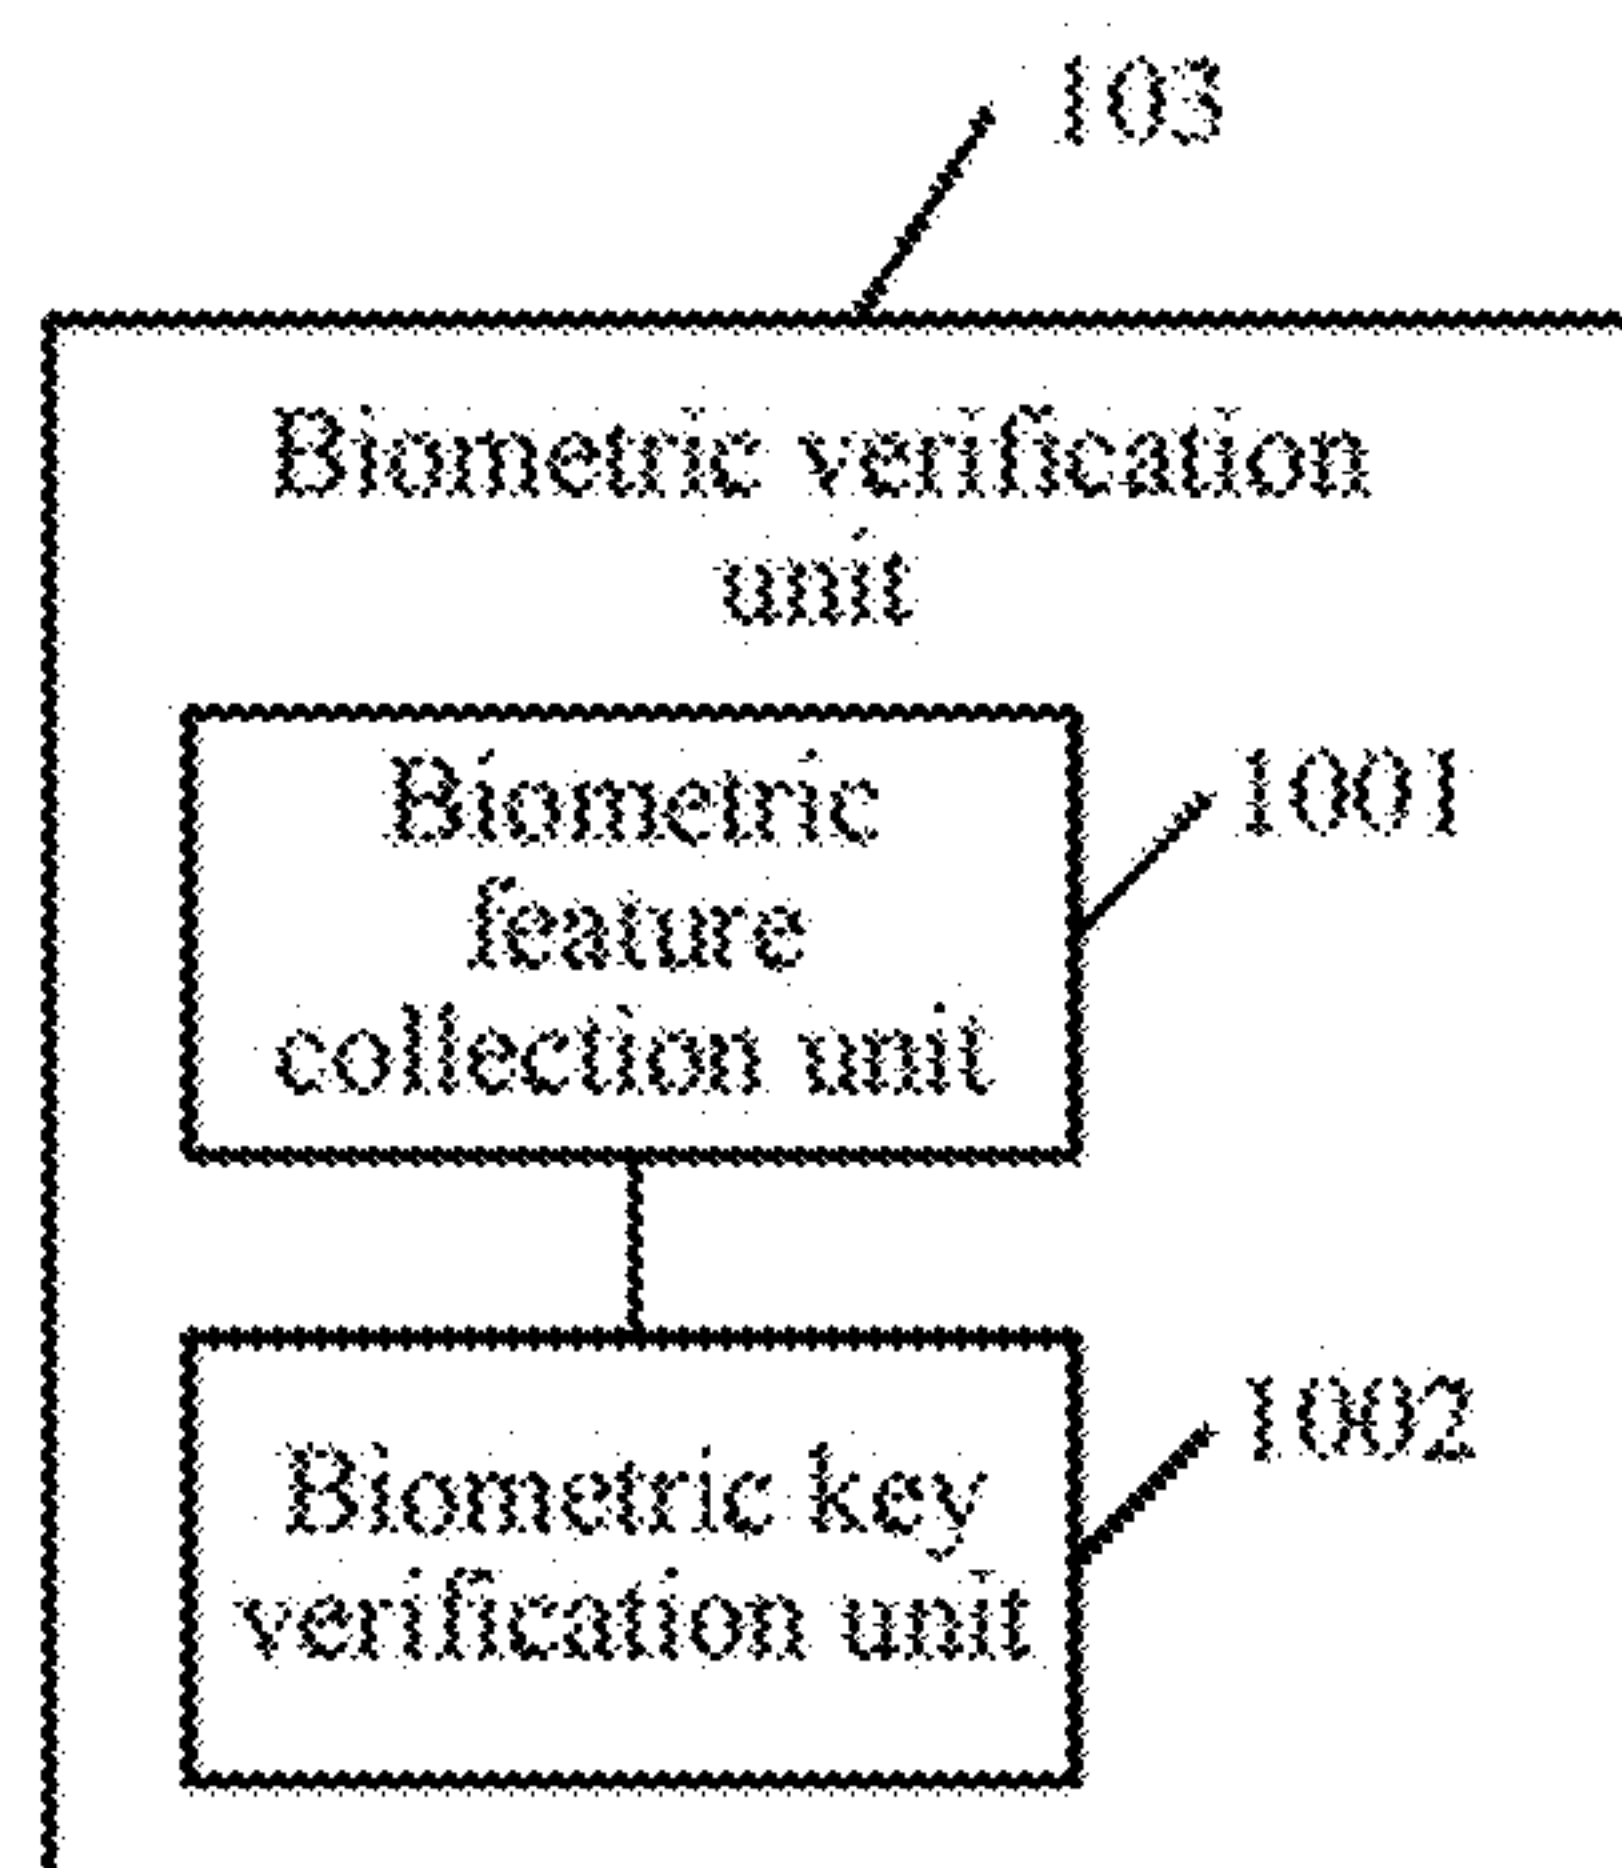 103
Biometric verification
unit
Biometric
feature
collection unit
1001
Biometric key
verification unit
1002